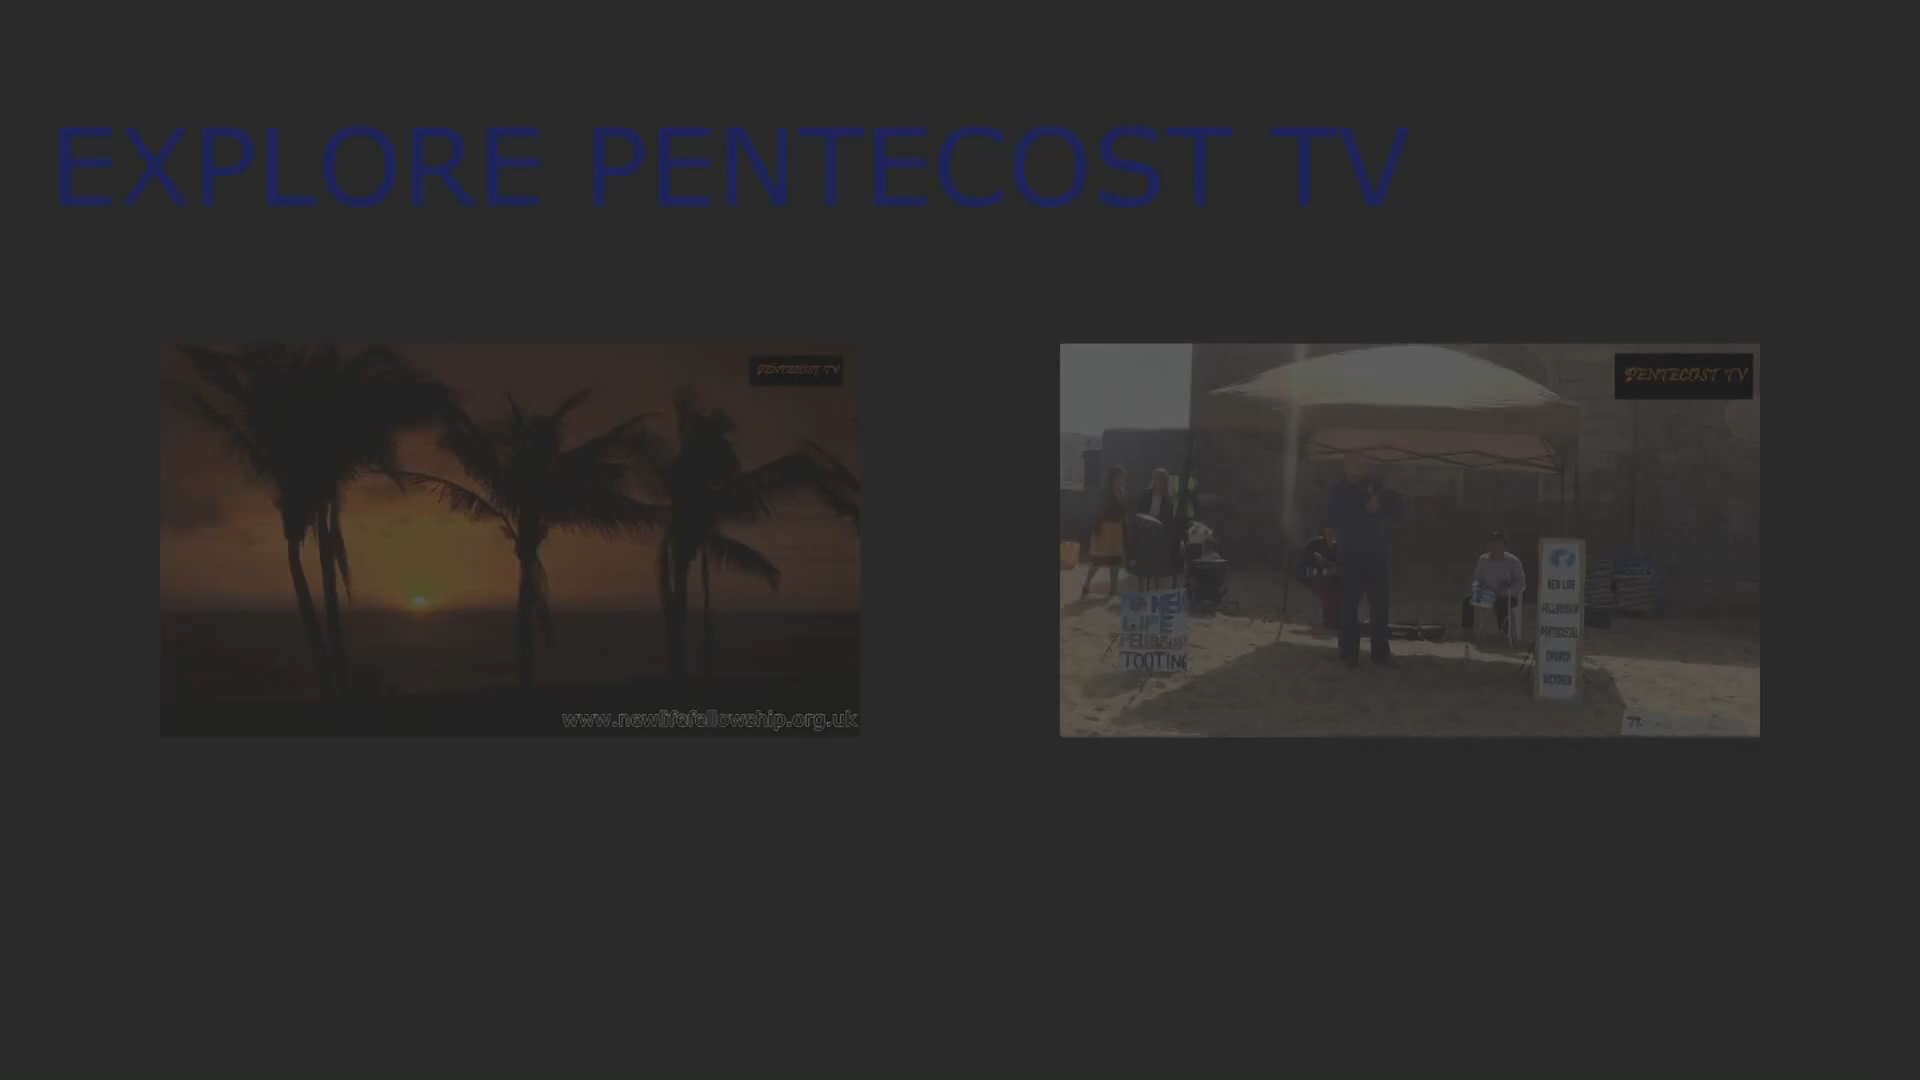 EXPLORE PENTECOST TV
PENTECOST TV
www.newlifefellowship.org.uk
PENTECOST TV
NEW
LIFE
FELLOWSHIP
TOOTING
NEW LIFE
FELLOWSHIP
PENTECOSTAL
CHURCH